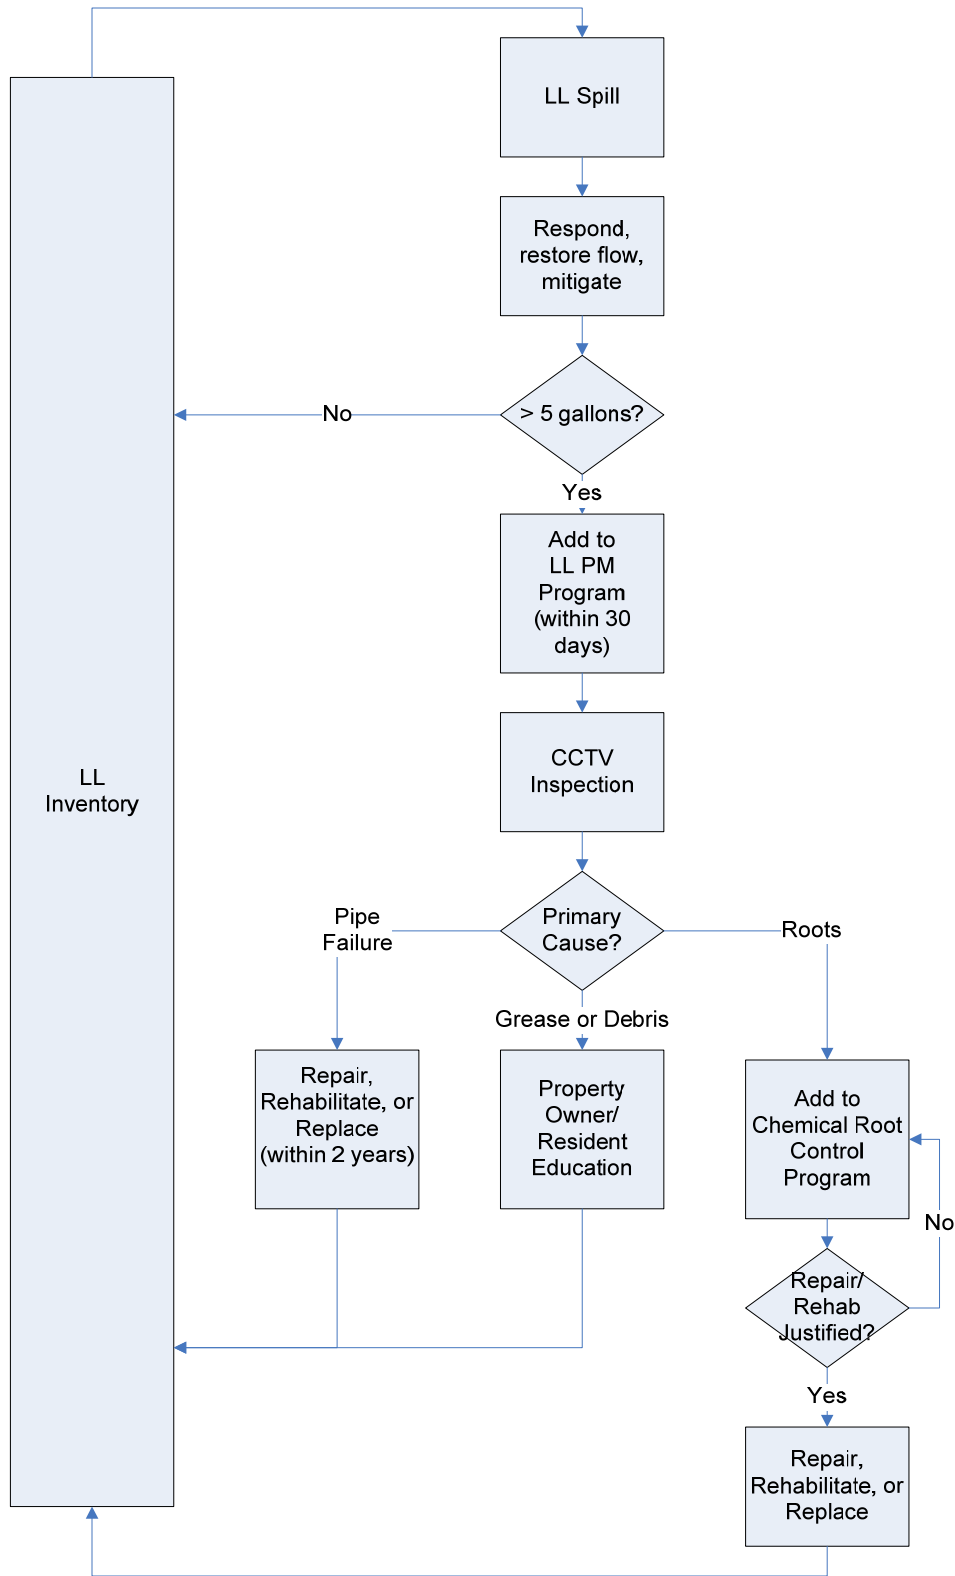 LL Spill
Respond,
restore flow,
mitigate
> 5 gallons?
No
Yes
Add to
LL PM
Program
(within 30
days)
LL
Inventory
CCTV
Inspection
Primary
Cause?
Pipe
Failure
Roots
Grease or Debris
Repair,
Rehabilitate, or
Replace
(within 2 years)
Property
Owner/
Resident
Education
Add to
Chemical Root
Control
Program
No
Repair/
Rehab
Justified?
Yes
Repair,
Rehabilitate, or
Replace